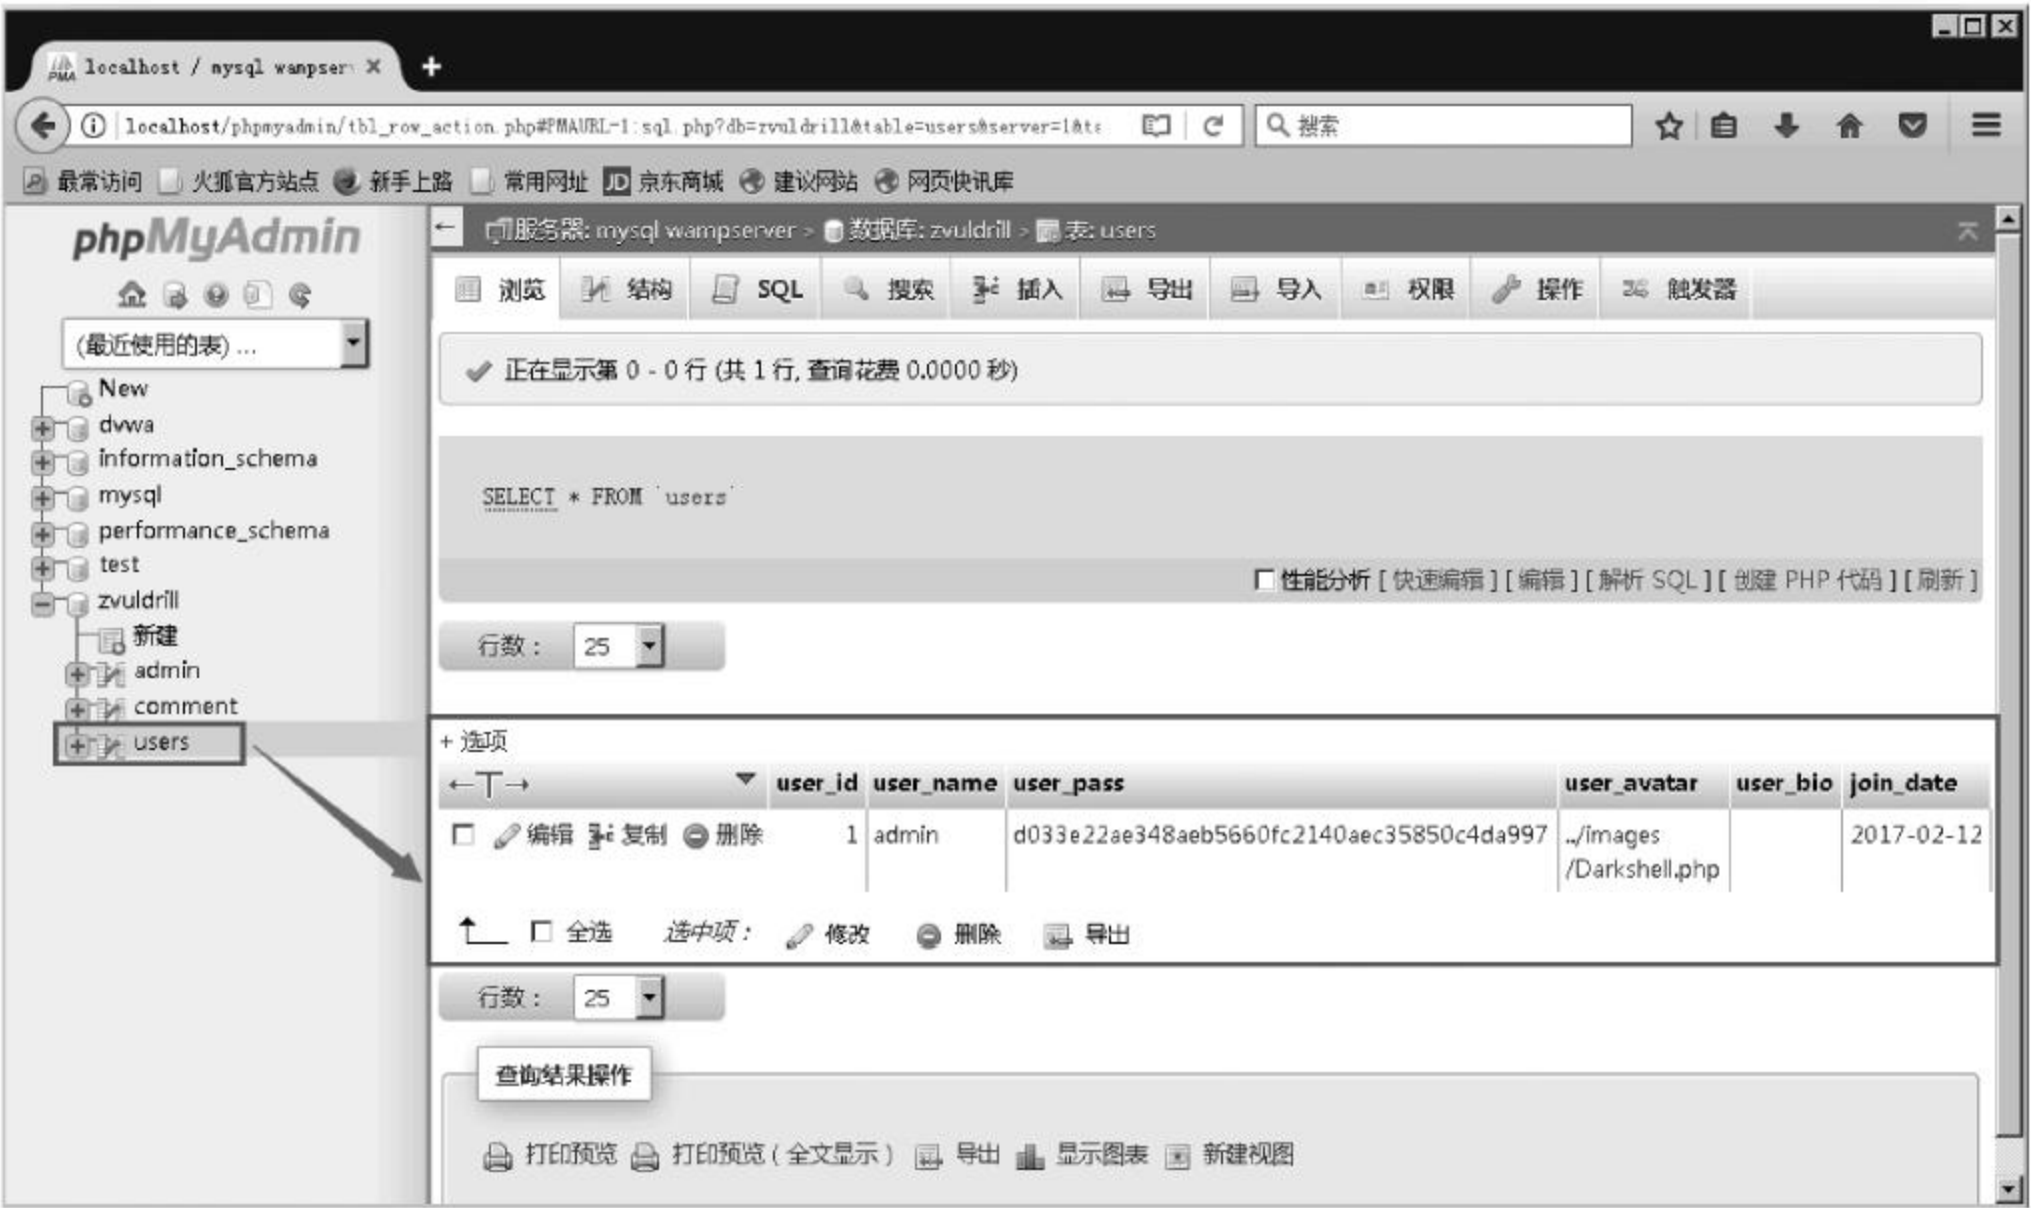 localhost / mysql wampser
localhost/phpmyadmin/tbl_row_action.php#PMAURL-1:sql.php?db=zvuldrill&table=users&server=1&ta
搜索
最常访问 火狐官方站点 新手上路 常用网址 JD 京东商城 建议网站 网页快讯库
phpMyAdmin
(最近使用的表) ...
New
dvwa
information_schema
mysql
performance_schema
test
zvuldrill
新建
admin
comment
users
服务器: mysql wampserver » 数据库: zvuldrill » 表: users
浏览 结构 SQL 搜索 插入 导出 导入 权限 操作 触发器
正在显示第 0 - 0 行 (共 1 行, 查询花费 0.0000 秒)
SELECT * FROM `users`
性能分析 [ 快速编辑 ] [ 编辑 ] [ 解析 SQL ] [ 创建 PHP 代码 ] [ 刷新 ]
行数： 25
+ 选项
←T→ user_id user_name user_pass user_avatar user_bio join_date
编辑 复制 删除 1 admin d033e22ae348aeb5660fc2140aec35850c4da997 ../images 2017-02-12
/Darkshell.php
全选 选中项： 修改 删除 导出
行数： 25
查询结果操作
打印预览 打印预览 ( 全文显示 ) 导出 显示图表 新建视图